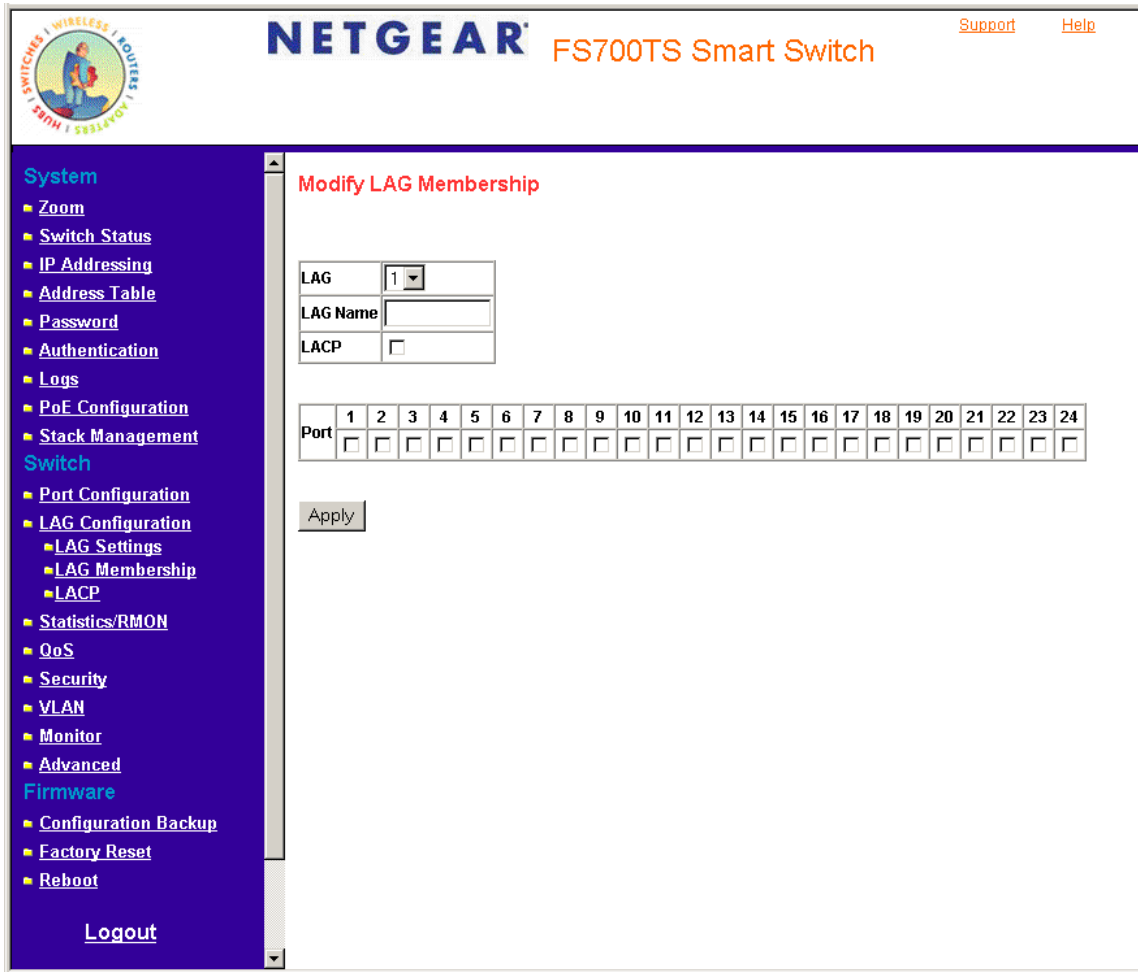 SWITCHES | WIRELESS / ROUTERS | ADAPTERS | HUBS |
NETGEAR
FS700TS Smart Switch
Support Help
System
Zoom
Switch Status
IP Addressing
Address Table
Password
Authentication
Logs
PoE Configuration
Stack Management
Switch
Port Configuration
LAG Configuration
LAG Settings
LAG Membership
LACP
Statistics/RMON
QoS
Security
VLAN
Monitor
Advanced
Firmware
Configuration Backup
Factory Reset
Reboot
Logout
Modify LAG Membership
LAG 1
LAG Name
LACP
Port 1 2 3 4 5 6 7 8 9 10 11 12 13 14 15 16 17 18 19 20 21 22 23 24
Apply